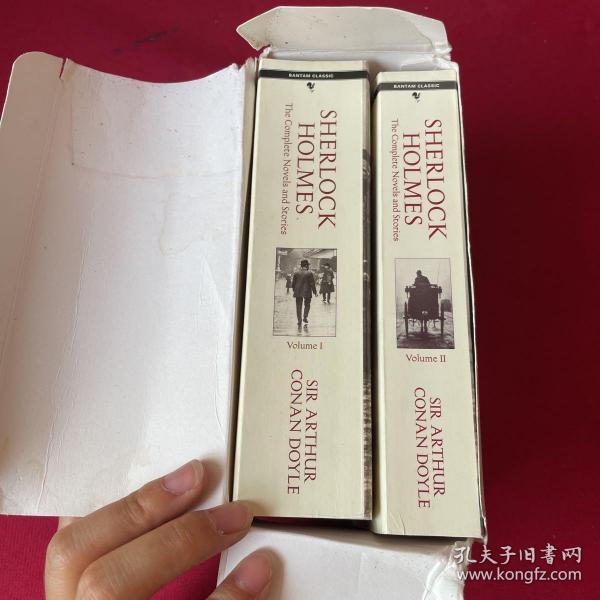 BANTAM CLASSIC
SHERLOCK
HOLMES
The Complete Novels and Stories
Volume I
SIR ARTHUR
CONAN DOYLE
BANTAM CLASSIC
SHERLOCK
HOLMES
The Complete Novels and Stories
Volume II
SIR ARTHUR
CONAN DOYLE
孔夫子旧書网
www.kongfz.com